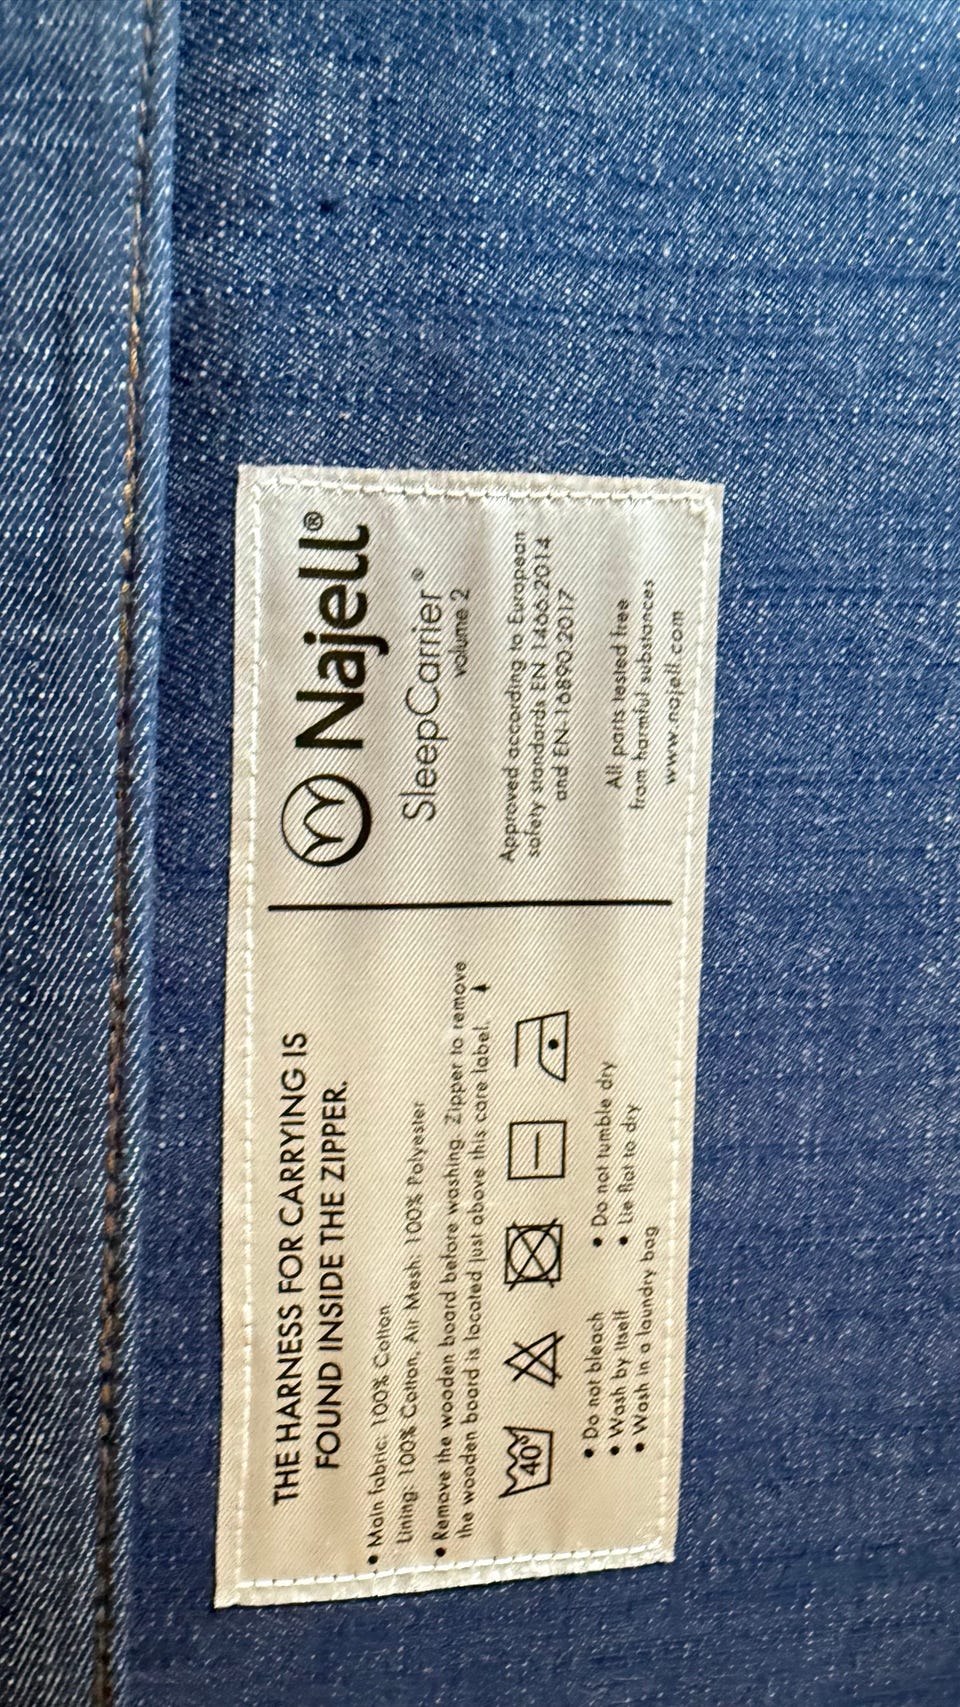 THE HARNESS FOR CARRYING IS
FOUND INSIDE THE ZIPPER.
• Main fabric: 100% Cotton
Lining: 100% Cotton, Air Mesh: 100% Polyester
• Remove the wooden board before washing. Zipper to remove
the wooden board is located just above this care label.
40°
• Do not bleach
• Wash by itself
• Wash in a laundry bag
• Do not tumble dry
• Lie flat to dry
Najell®
SleepCarrier®
volume 2
Approved according to European
safety standards EN 1466:2014
and EN-16890:2017
All parts tested free
from harmful substances
www.najell.com